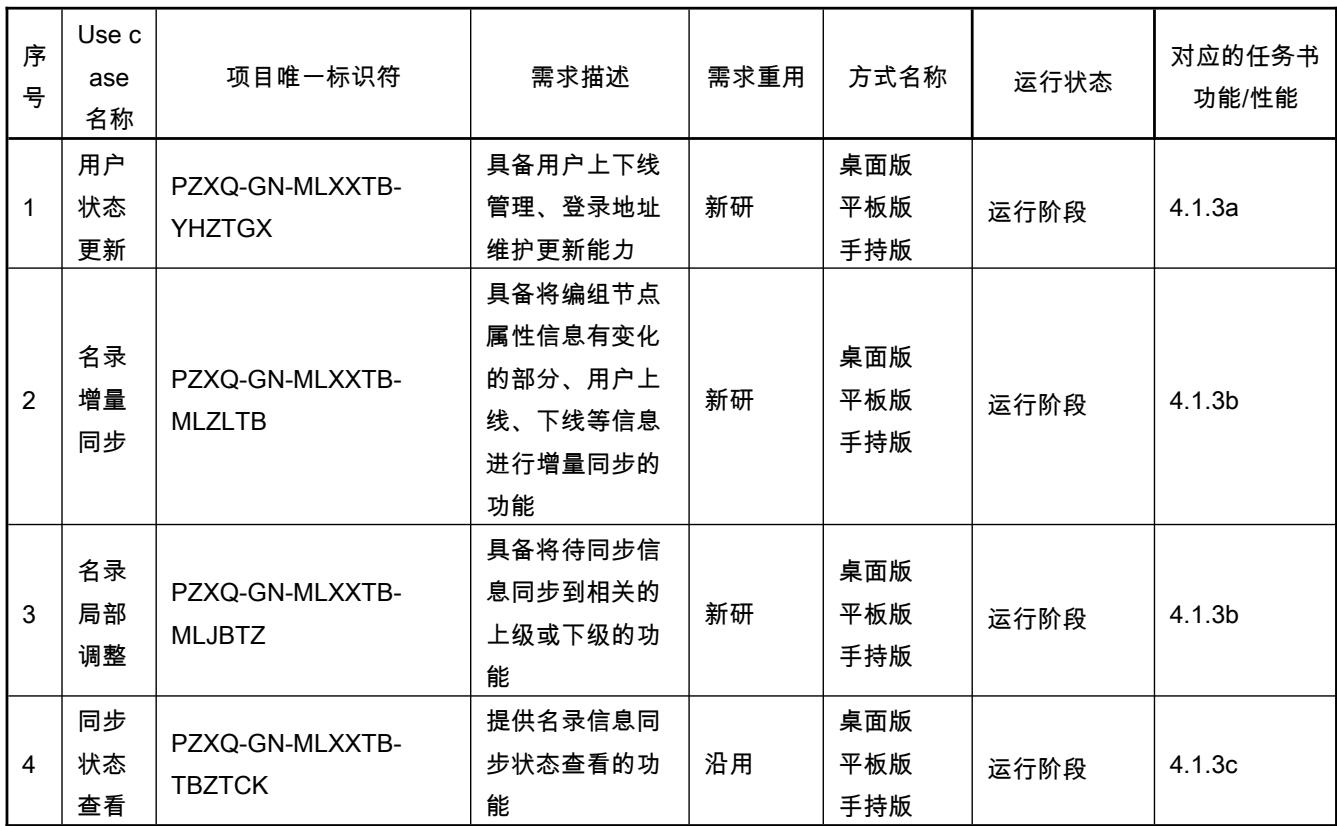 序号
Use case名称
项目唯一标识符
需求描述
需求重用
方式名称
运行状态
对应的任务书
功能/性能
1
用户
状态
更新
PZXQ-GN-MLXXTB-
YHZTGX
具备用户上下线
管理、登录地址
维护更新能力
新研
桌面版
平板版
手持版
运行阶段
4.1.3a
2
名录
增量
同步
PZXQ-GN-MLXXTB-
MLZLTB
具备将编组节点
属性信息有变化
的部分、用户上
线、下线等信息
进行增量同步的
功能
新研
桌面版
平板版
手持版
运行阶段
4.1.3b
3
名录
局部
调整
PZXQ-GN-MLXXTB-
MLJBTZ
具备将待同步信
息同步到相关的
上级或下级的功
能
新研
桌面版
平板版
手持版
运行阶段
4.1.3b
4
同步
状态
查看
PZXQ-GN-MLXXTB-
TBZTCK
提供名录信息同
步状态查看的功
能
沿用
桌面版
平板版
手持版
运行阶段
4.1.3c